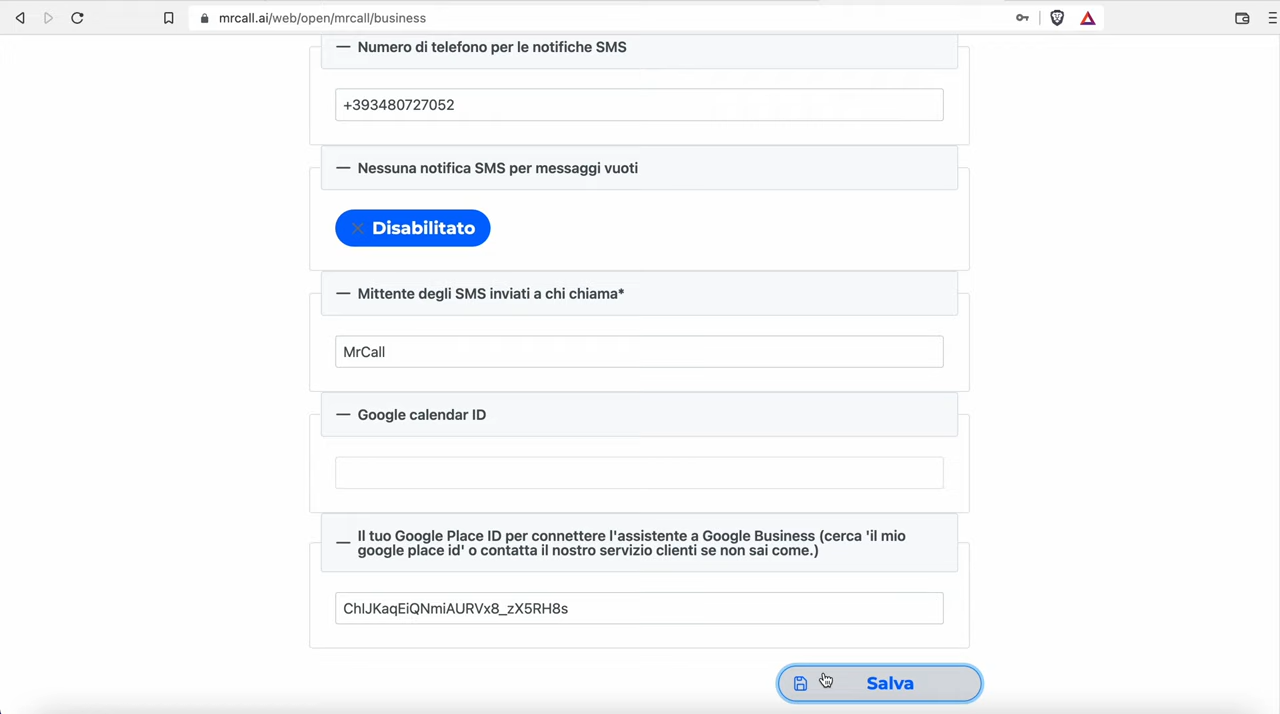 mrcall.ai/web/open/mrcall/business
Numero di telefono per le notifiche SMS
+393480727052
Nessuna notifica SMS per messaggi vuoti
Disabilitato
Mittente degli SMS inviati a chi chiama*
MrCall
Google calendar ID
Il tuo Google Place ID per connettere l'assistente a Google Business (cerca 'il mio
google place id' o contatta il nostro servizio clienti se non sai come.)
ChIJKaqEiQNmiAURVx8_zX5RH8s
Salva